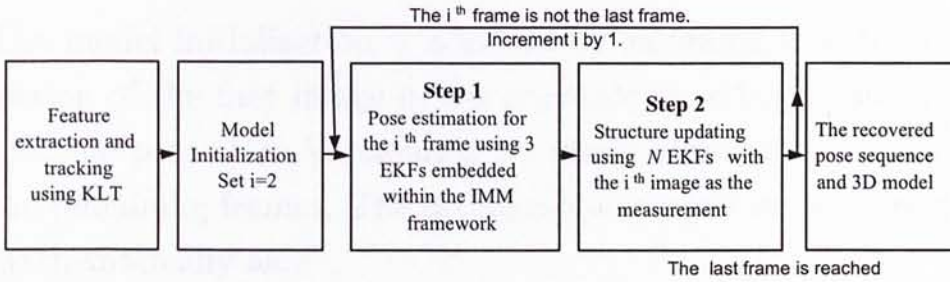 The i th frame is not the last frame.
Increment i by 1.
Feature
extraction and
tracking
using KLT
Model
Initialization
Set i=2
Step 1
Pose estimation for
the i th frame using 3
EKFs embedded
within the IMM
framework
Step 2
Structure updating
using N EKFs with
the i th image as the
measurement
The recovered
pose sequence
and 3D model
The last frame is reached